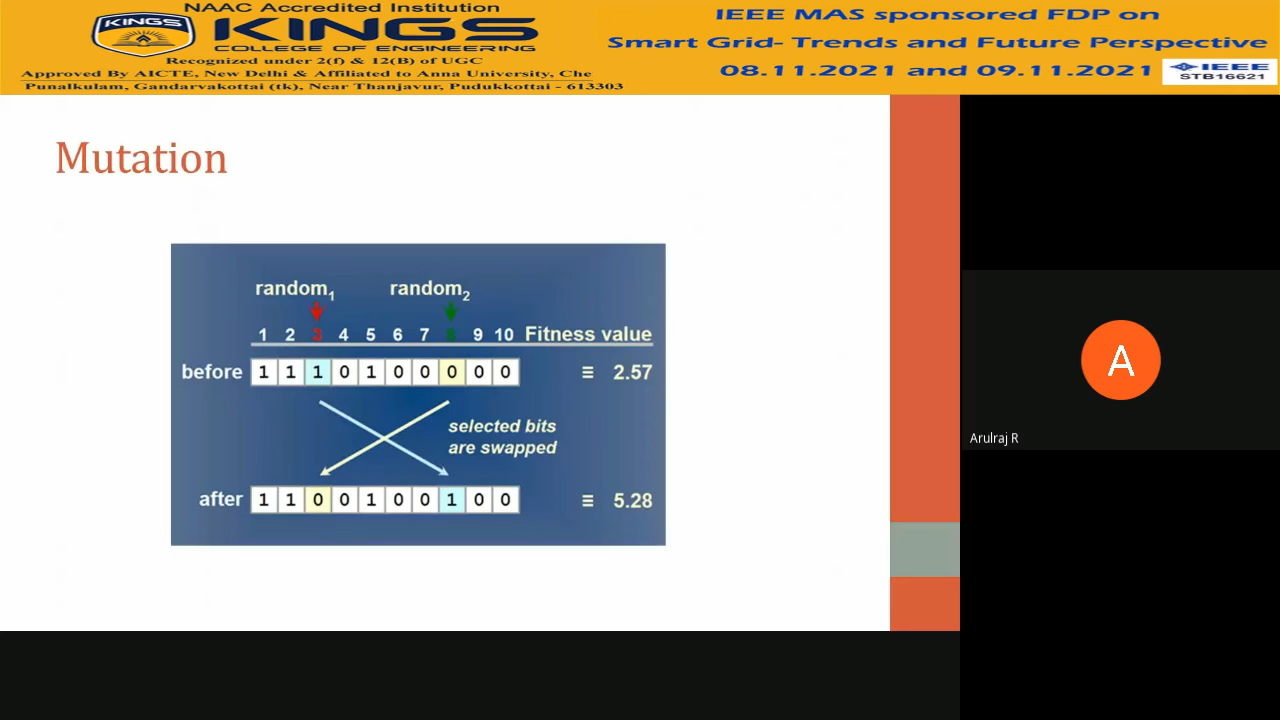 NAAC Accredited Institution
KINGS
KINGS
COLLEGE OF ENGINEERING
Recognized under 2(f) & 12(B) of UGC
Approved By AICTE, New Delhi & Affiliated to Anna University, Che
Punalkulam, Gandarvakottai (tk), Near Thanjavur, Pudukkottai - 613303
IEEE MAS sponsored FDP on
Smart Grid- Trends and Future Perspective
08.11.2021 and 09.11.2021
IEEE
STB16621
Mutation
random1 random2
1 2 3 4 5 6 7 8 9 10 Fitness value
before 1 1 1 0 1 0 0 0 0 0 ≡ 2.57
selected bits
are swapped
after 1 1 0 0 1 0 0 1 0 0 ≡ 5.28
A
Arulraj R